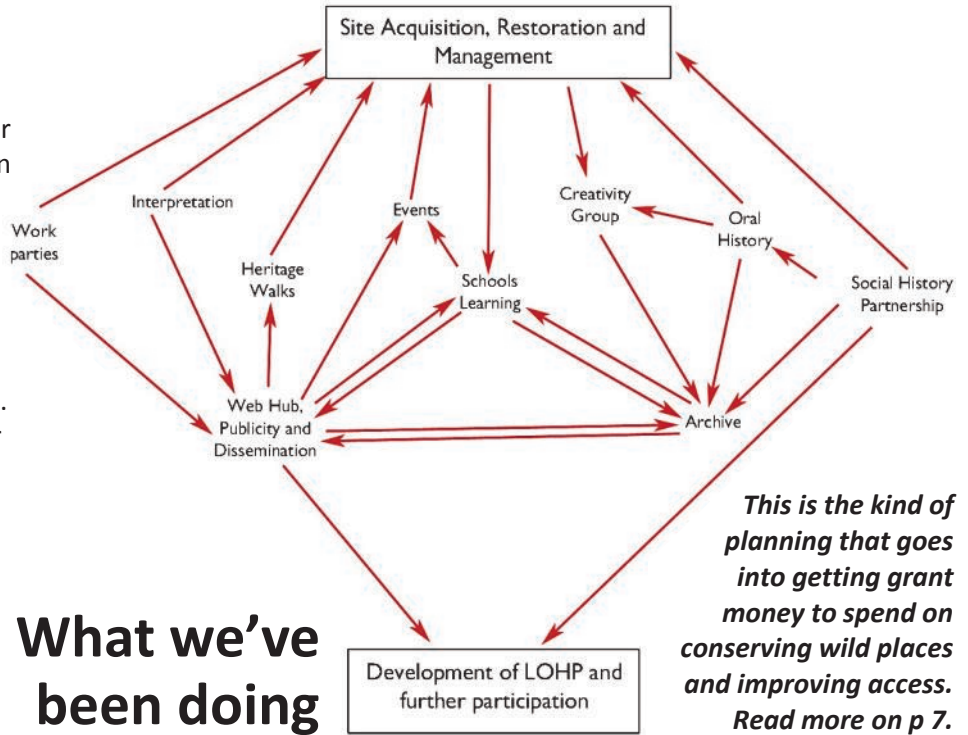 Site Acquisition, Restoration and
Management
r
n
.
Work
parties
Interpretation
Heritage
Walks
Events
Schools
Learning
Creativity
Group
Oral
History
Social History
Partnership
Web Hub,
Publicity and
Dissemination
Archive
This is the kind of
planning that goes
into getting grant
money to spend on
conserving wild places
and improving access.
Read more on p 7.
What we've
been doing
Development of LOHP and
further participation